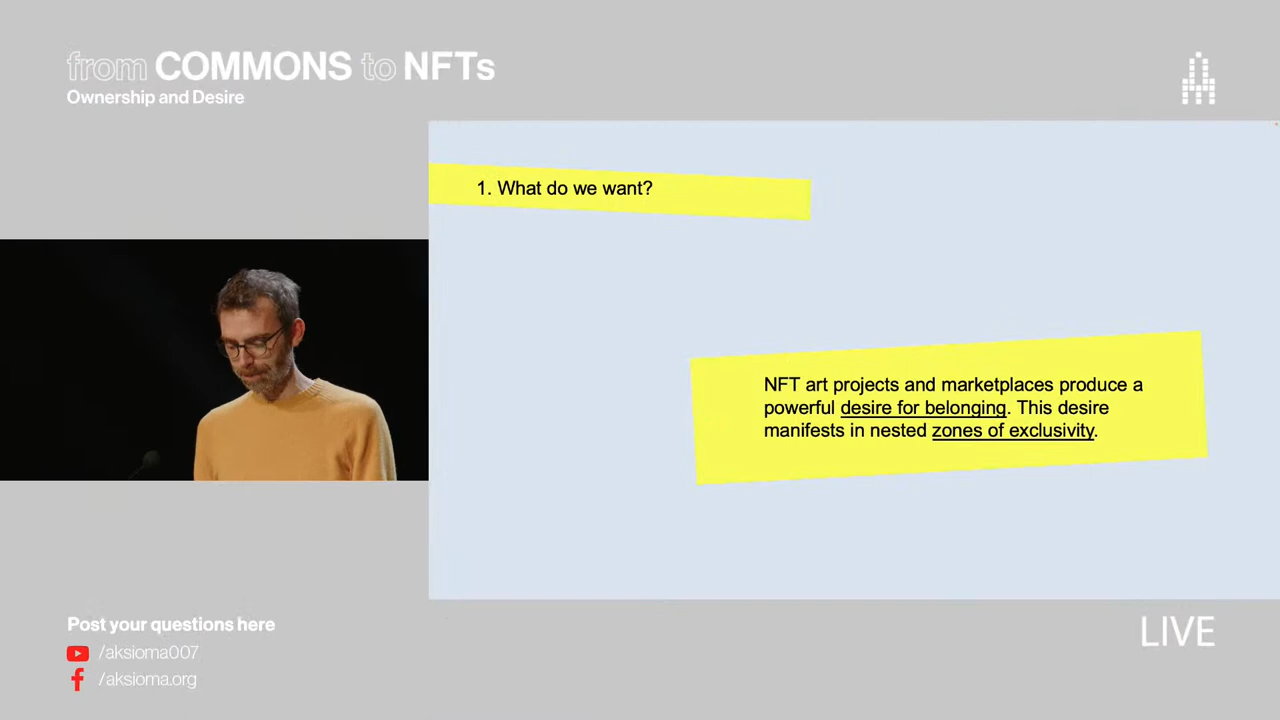 from COMMONS to NFTs
Ownership and Desire
1. What do we want?
NFT art projects and marketplaces produce a
powerful desire for belonging. This desire
manifests in nested zones of exclusivity.
Post your questions here
/aksioma007
/aksioma.org
LIVE